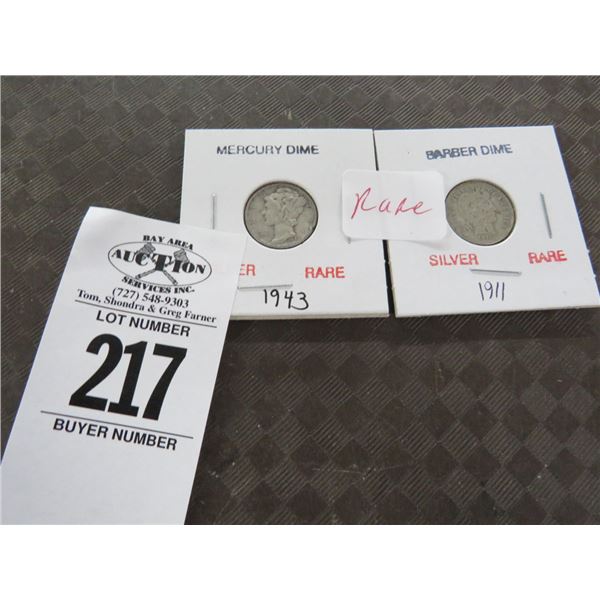 BAY AREA
AUCTION
SERVICES INC.
(727) 548-9303
Tom, Shondra & Greg Farner
LOT NUMBER
217
BUYER NUMBER
MERCURY DIME
ER RARE
1943
Rare
BARBER DIME
SILVER RARE
1911